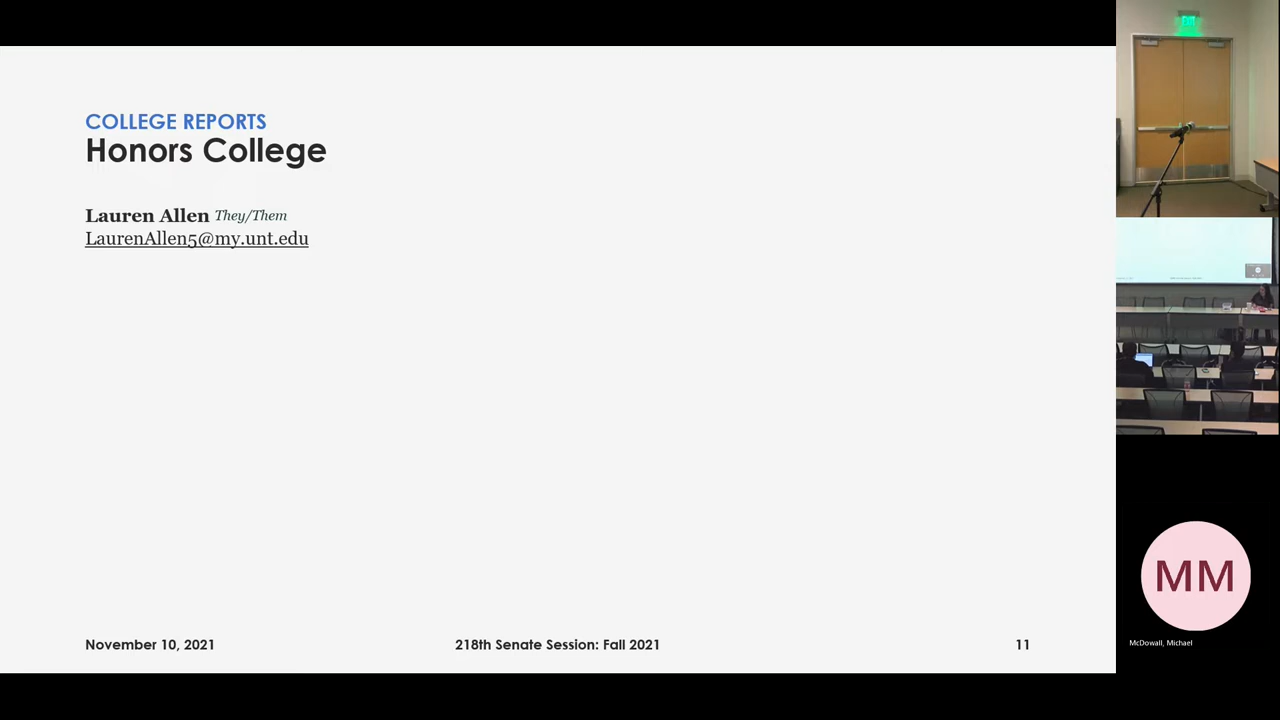 COLLEGE REPORTS
Honors College
Lauren Allen They/Them
LaurenAllen5@my.unt.edu
November 10, 2021 218th Senate Session: Fall 2021 11
MM
McDowall, Michael